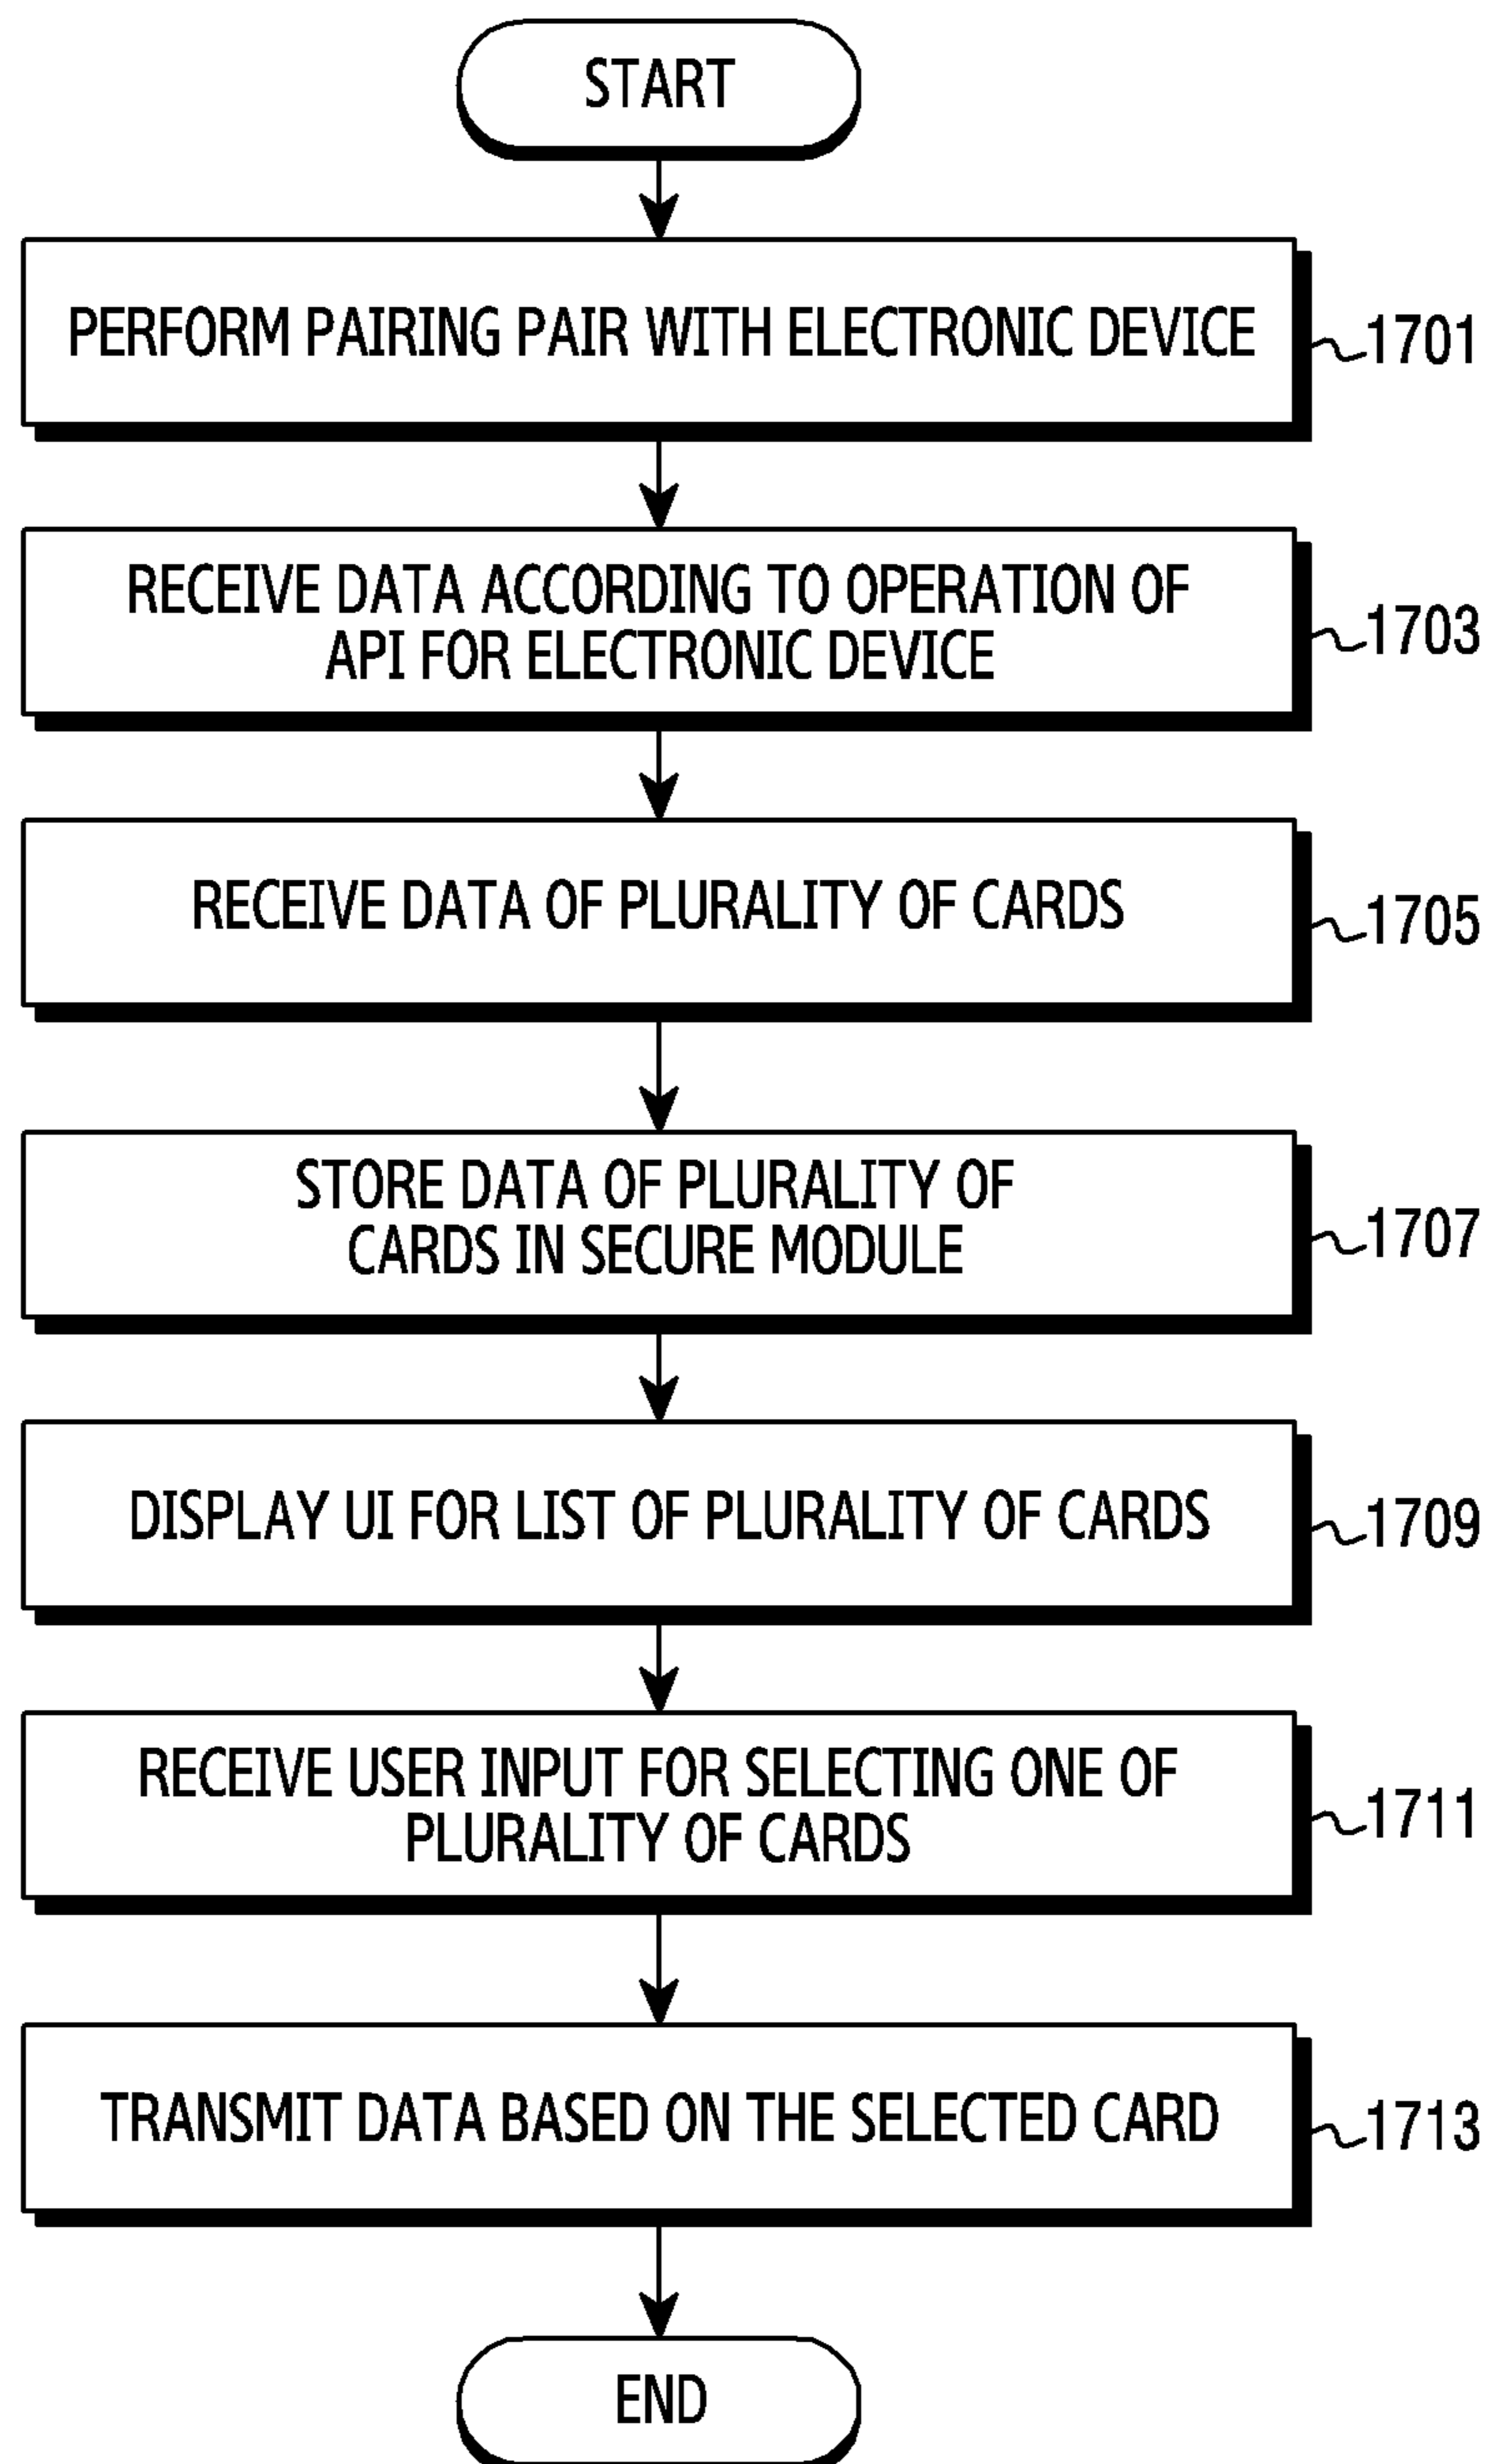 START
PERFORM PAIRING PAIR WITH ELECTRONIC DEVICE
1701
RECEIVE DATA ACCORDING TO OPERATION OF
API FOR ELECTRONIC DEVICE
1703
RECEIVE DATA OF PLURALITY OF CARDS
1705
STORE DATA OF PLURALITY OF
CARDS IN SECURE MODULE
1707
DISPLAY UI FOR LIST OF PLURALITY OF CARDS
1709
RECEIVE USER INPUT FOR SELECTING ONE OF
PLURALITY OF CARDS
1711
TRANSMIT DATA BASED ON THE SELECTED CARD
1713
END